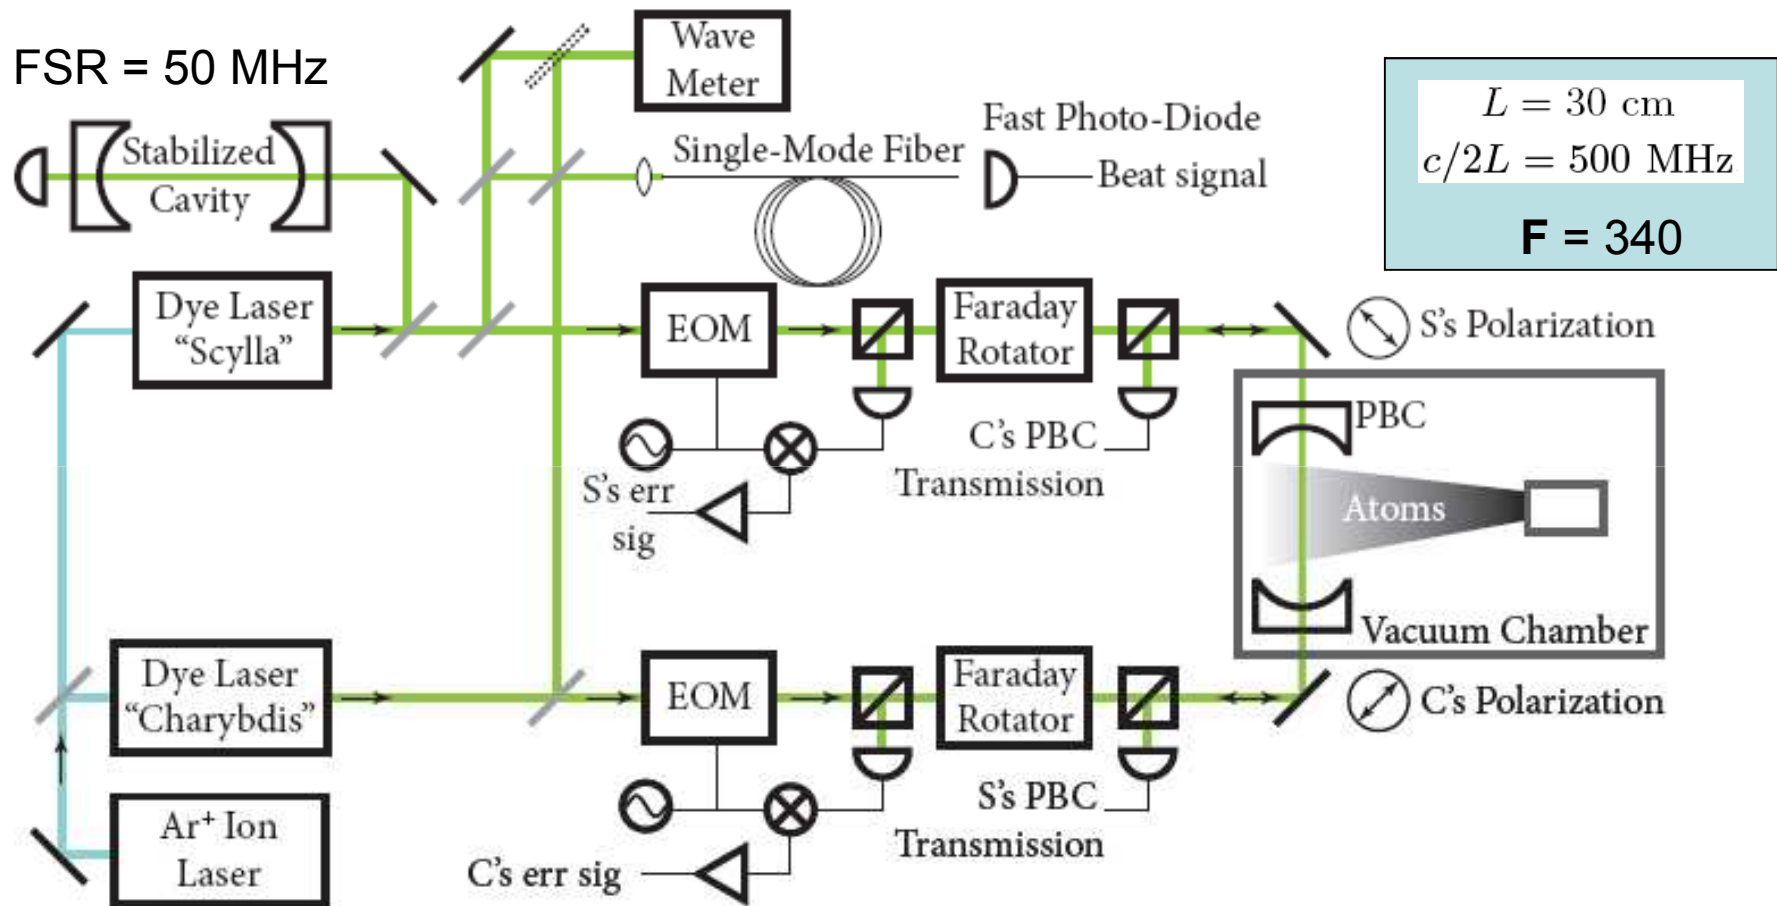 FSR = 50 MHz
Wave
Meter
L = 30 cm
c/2L = 500 MHz
F = 340
Stabilized
Cavity
Single-Mode Fiber
Fast Photo-Diode
Beat signal
Dye Laser
“Scylla”
EOM
Faraday
Rotator
S's Polarization
C's PBC
Transmission
S's err
sig
PBC
Atoms
Vacuum Chamber
Dye Laser
“Charybdis”
EOM
Faraday
Rotator
C's Polarization
S's PBC
Transmission
Ar⁺ Ion
Laser
C's err sig